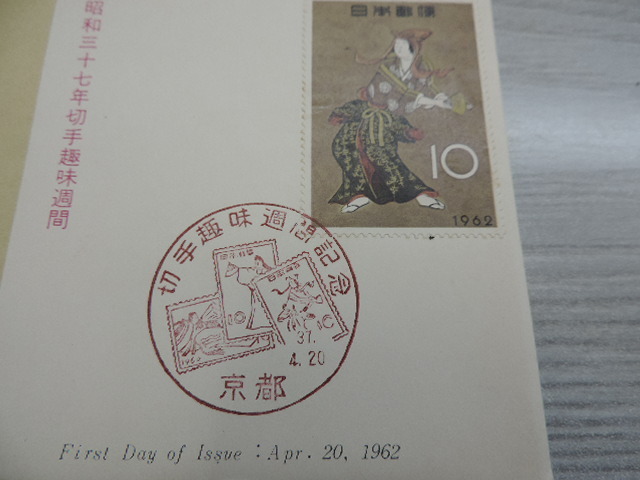 昭和三十七年切手趣味週間
日本郵便
10
1962
切手趣味週間記念
37.
4.20
京都
First Day of Issue : Apr. 20, 1962